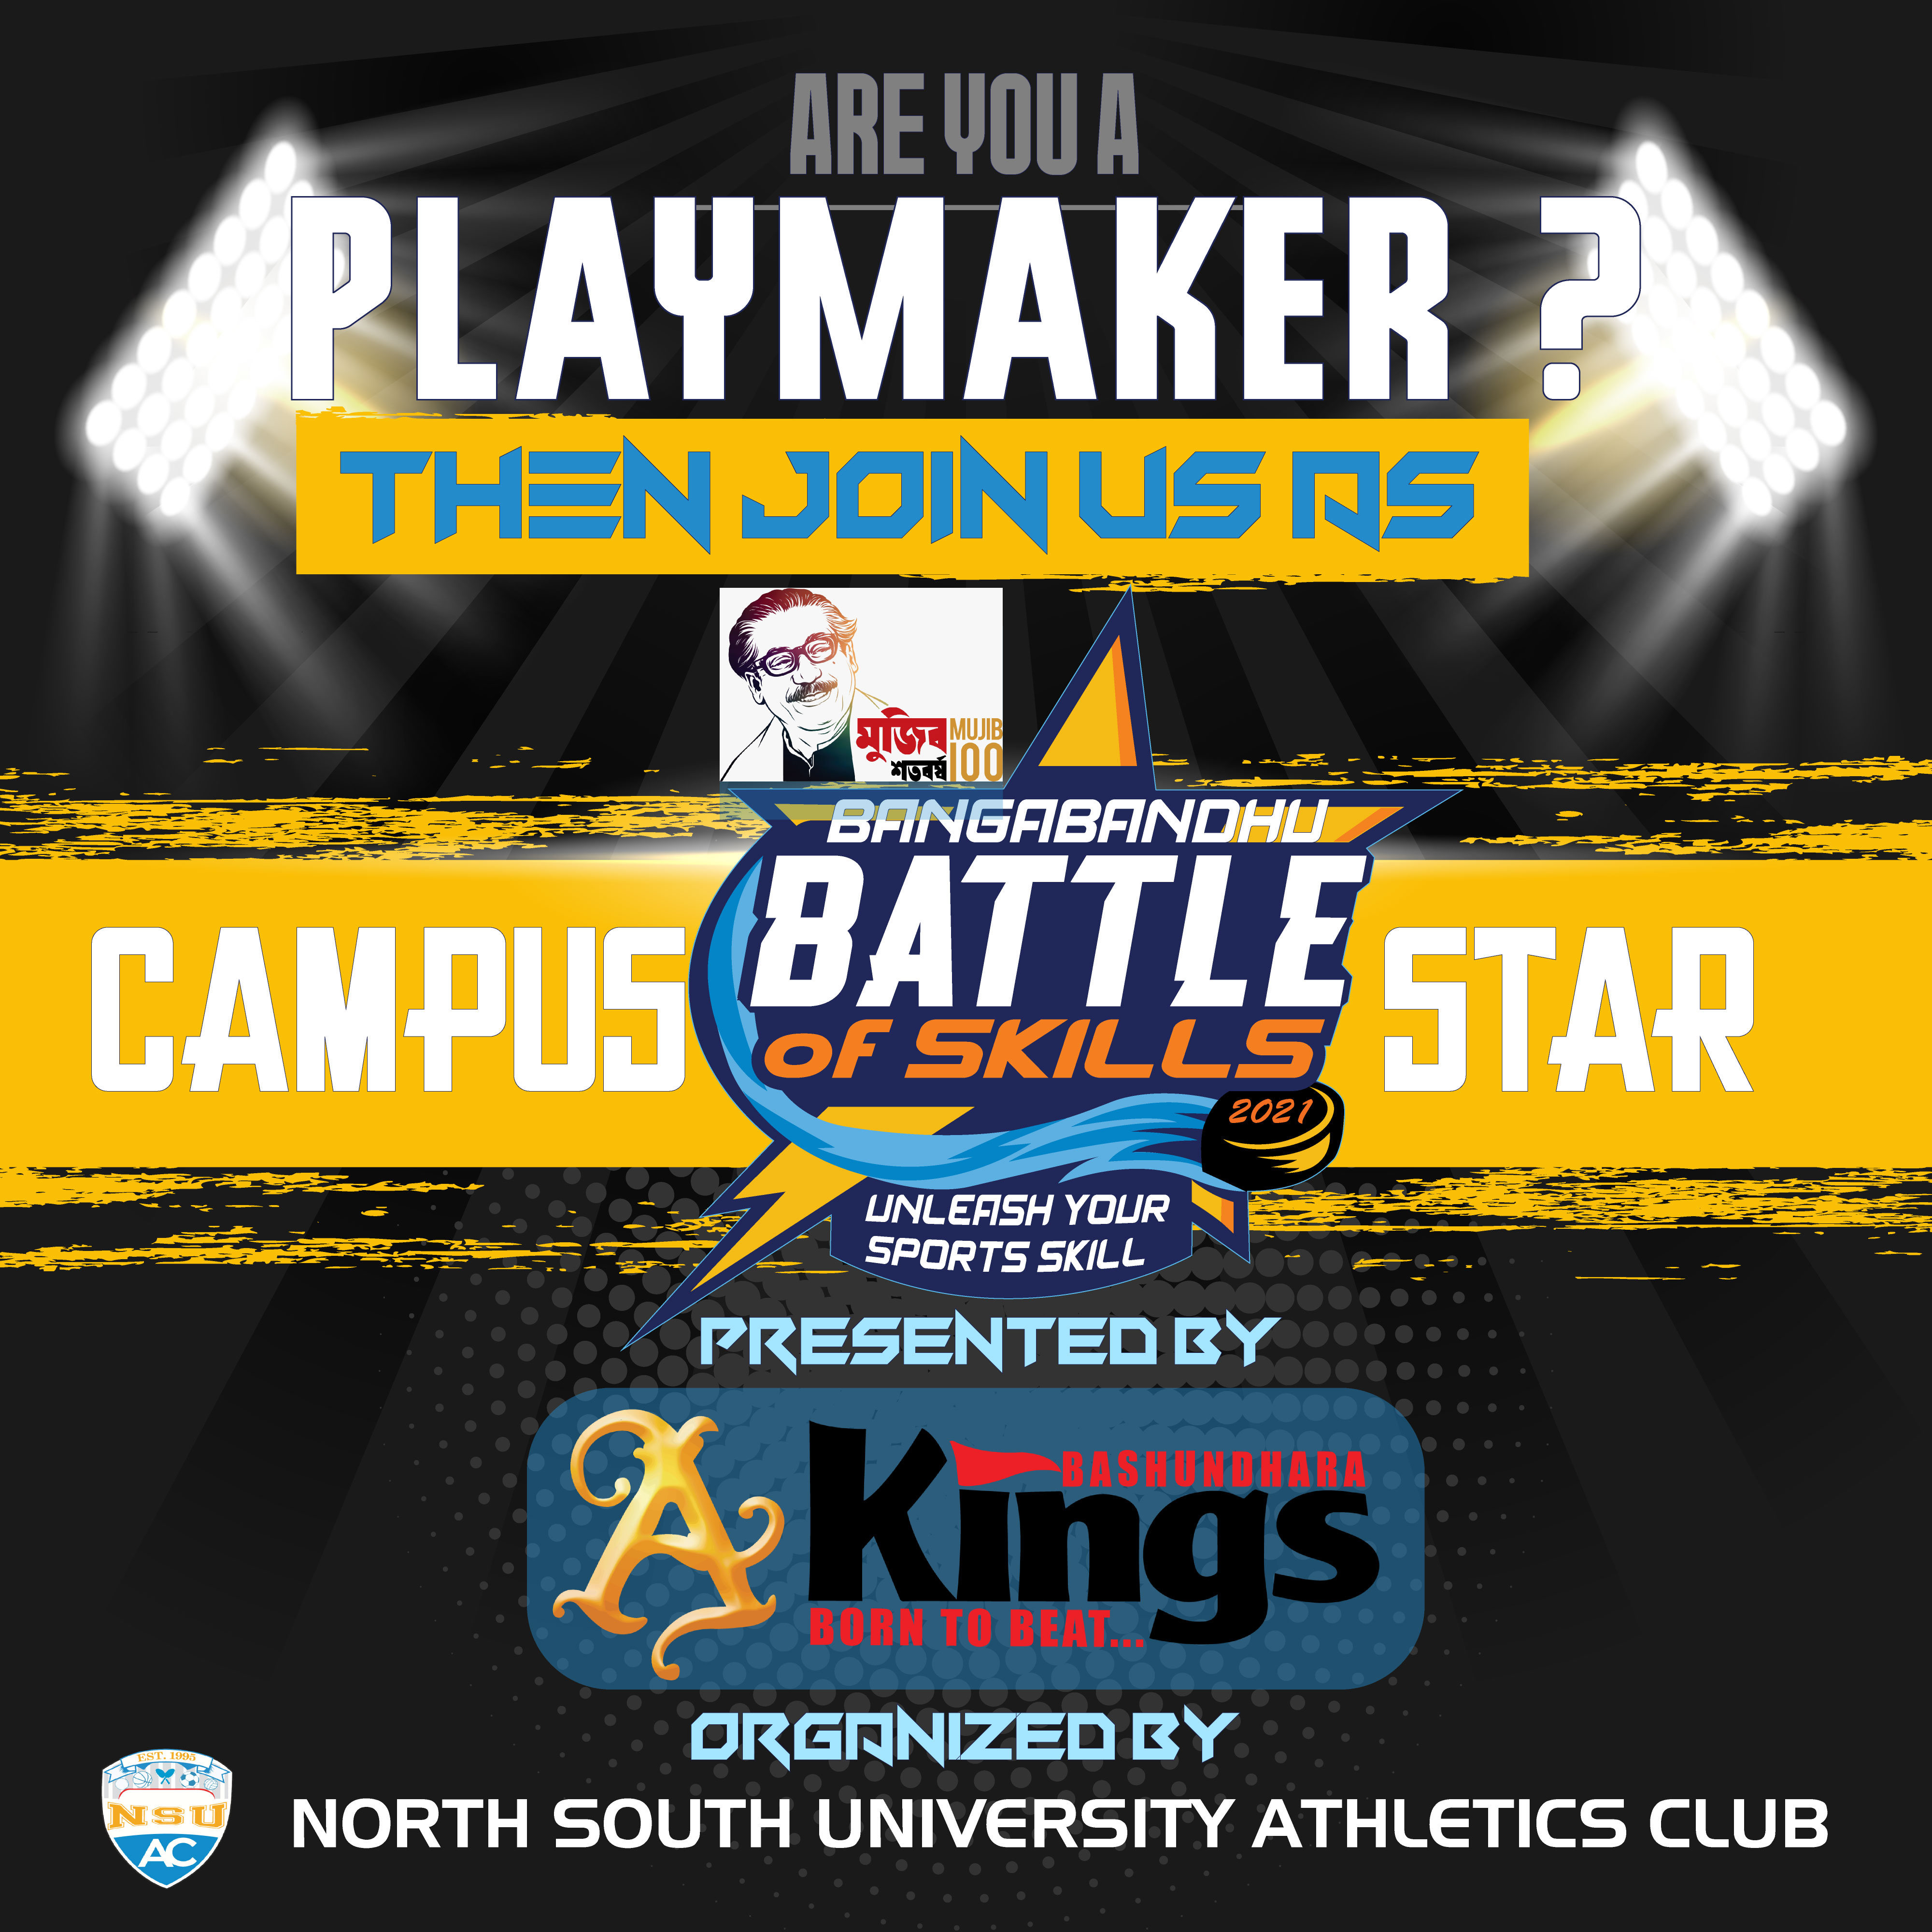 ARE YOU A
PLAYMAKER ?
THEN JOIN US AS
মুজিব MUJIB
শতবর্ষ 100
BANGABANDHU
BATTLE
OF SKILLS
CAMPUS STAR
2021
UNLEASH YOUR
SPORTS SKILL
PRESENTED BY
A
BASHUNDHARA
Kings
BORN TO BEAT...
ORGANIZED BY
EST. 1995
NSU
AC
NORTH SOUTH UNIVERSITY ATHLETICS CLUB